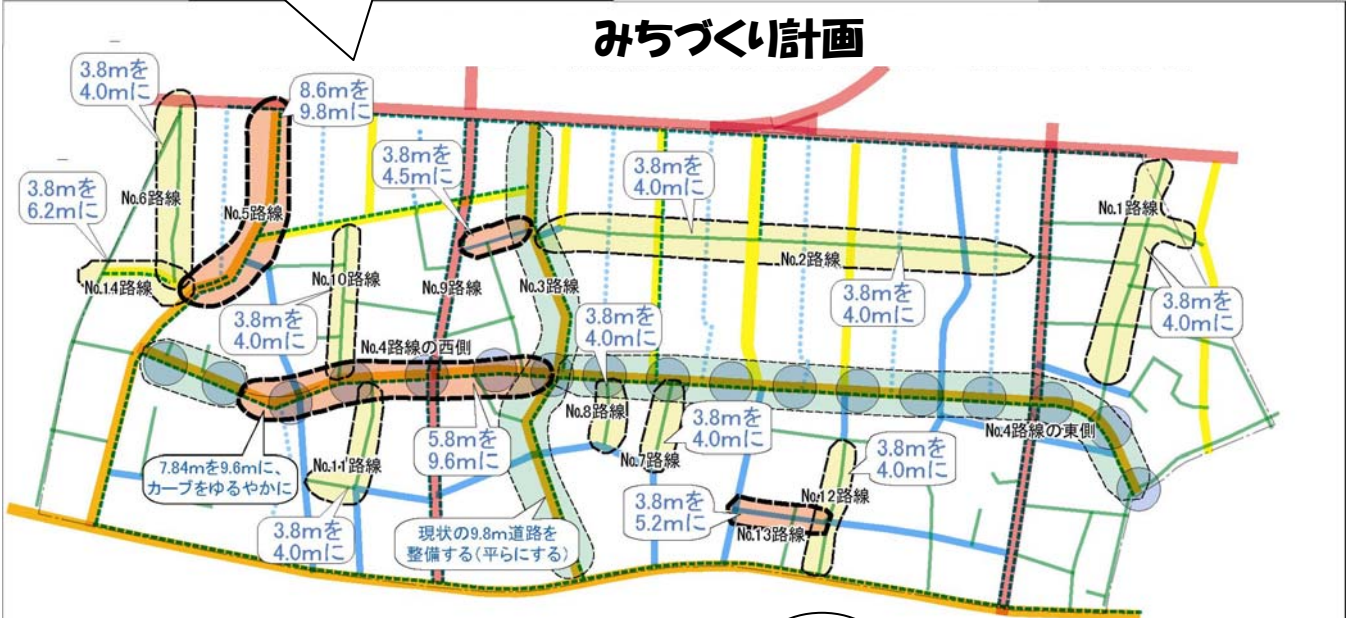 みちづくり計画
3.8mを
4.0mに
8.6mを
9.8mに
3.8mを
4.5mに
3.8mを
4.0mに
3.8mを
6.2mに
No.6路線
No.5路線
No.1路線
No.14路線
No.10路線
No.9路線
No.3路線
No.2路線
3.8mを
4.0mに
3.8mを
4.0mに
3.8mを
4.0mに
3.8mを
4.0mに
No.4路線の西側
No.8路線
No.4路線の東側
5.8mを
9.6mに
3.8mを
4.0mに
3.8mを
4.0mに
7.84mを9.6mに、
カーブをゆるやかに
No.11路線
No.7路線
3.8mを
5.2mに
No.12路線
No.13路線
3.8mを
4.0mに
現状の9.8m道路を
整備する(平らにする)